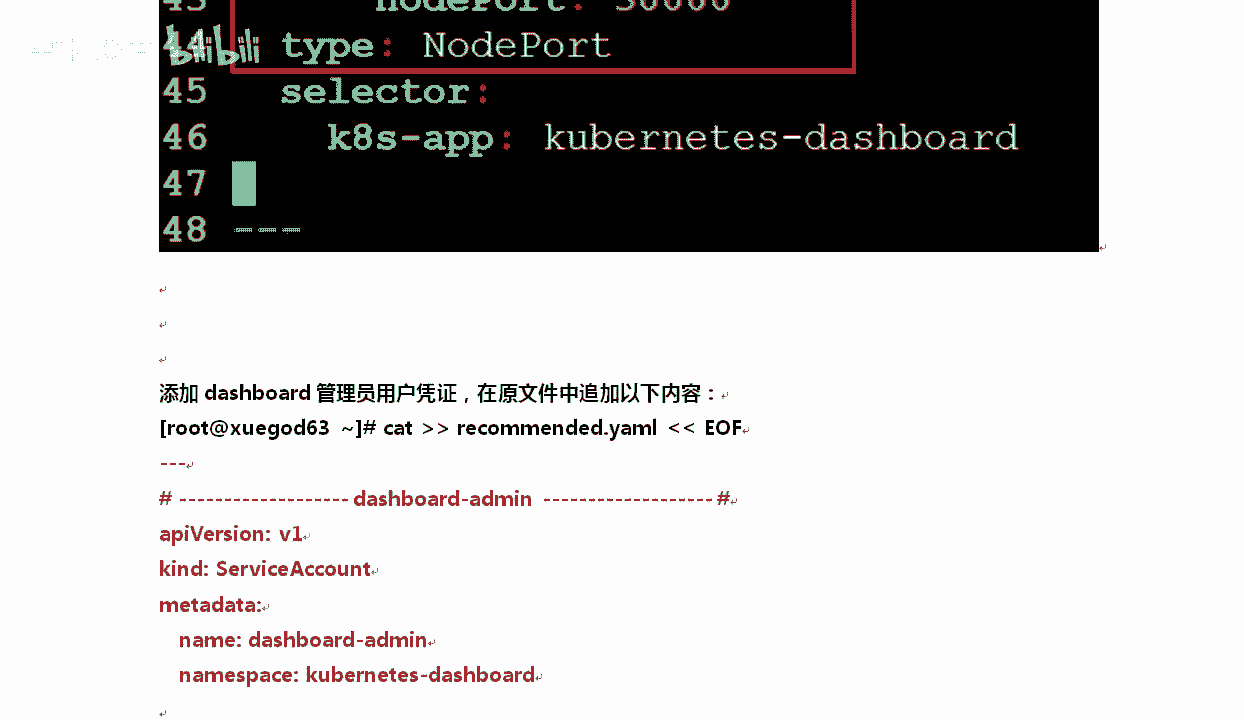 43 nodePort: 30000
bilibili
44 type: NodePort
45 selector:
46 k8s-app: kubernetes-dashboard
47
48 ---
添加 dashboard 管理员用户凭证，在原文件中追加以下内容：
[root@xuegod63 ~]# cat >> recommended.yaml << EOF
---
# ------------------- dashboard-admin ------------------- #
apiVersion: v1
kind: ServiceAccount
metadata:
name: dashboard-admin
namespace: kubernetes-dashboard